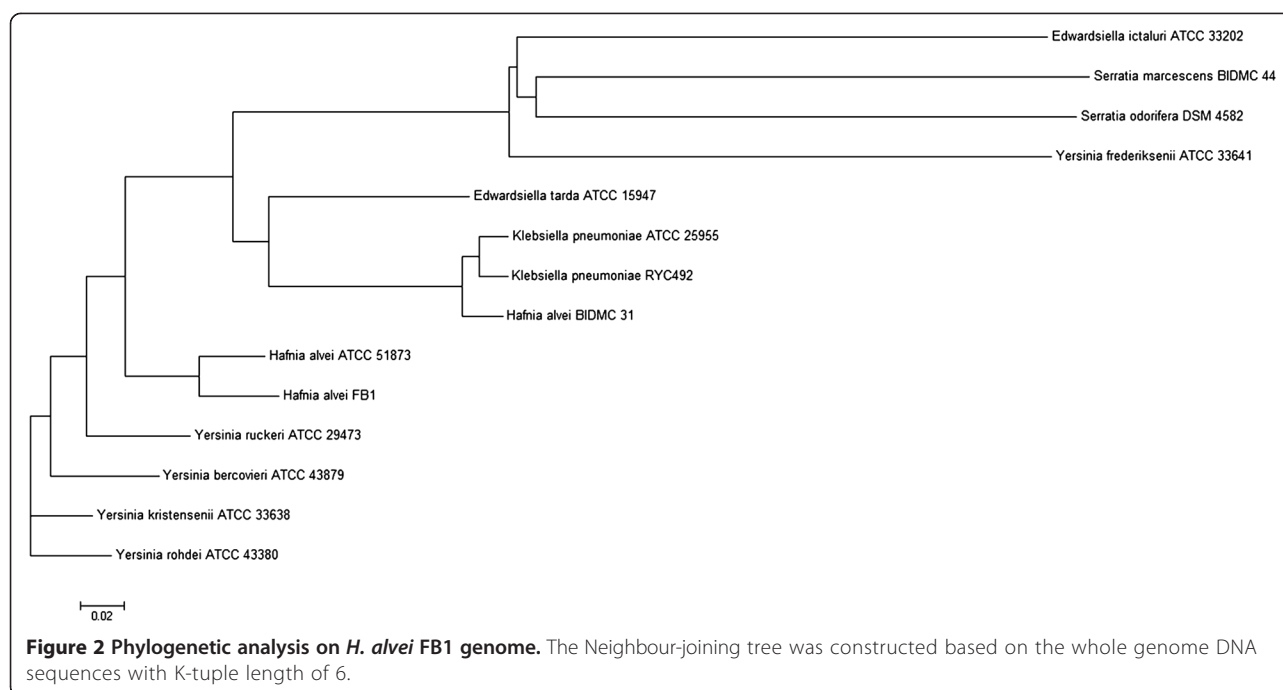 Edwardsiella ictaluri ATCC 33202
Serratia marcescens BIDMC 44
Serratia odorifera DSM 4582
Yersinia frederiksenii ATCC 33641
Edwardsiella tarda ATCC 15947
Klebsiella pneumoniae ATCC 25955
Klebsiella pneumoniae RYC492
Hafnia alvei BIDMC 31
Hafnia alvei ATCC 51873
Hafnia alvei FB1
Yersinia ruckeri ATCC 29473
Yersinia bercovieri ATCC 43879
Yersinia kristensenii ATCC 33638
Yersinia rohdei ATCC 43380
0.02
Figure 2 Phylogenetic analysis on H. alvei FB1 genome. The Neighbour-joining tree was constructed based on the whole genome DNA
sequences with K-tuple length of 6.